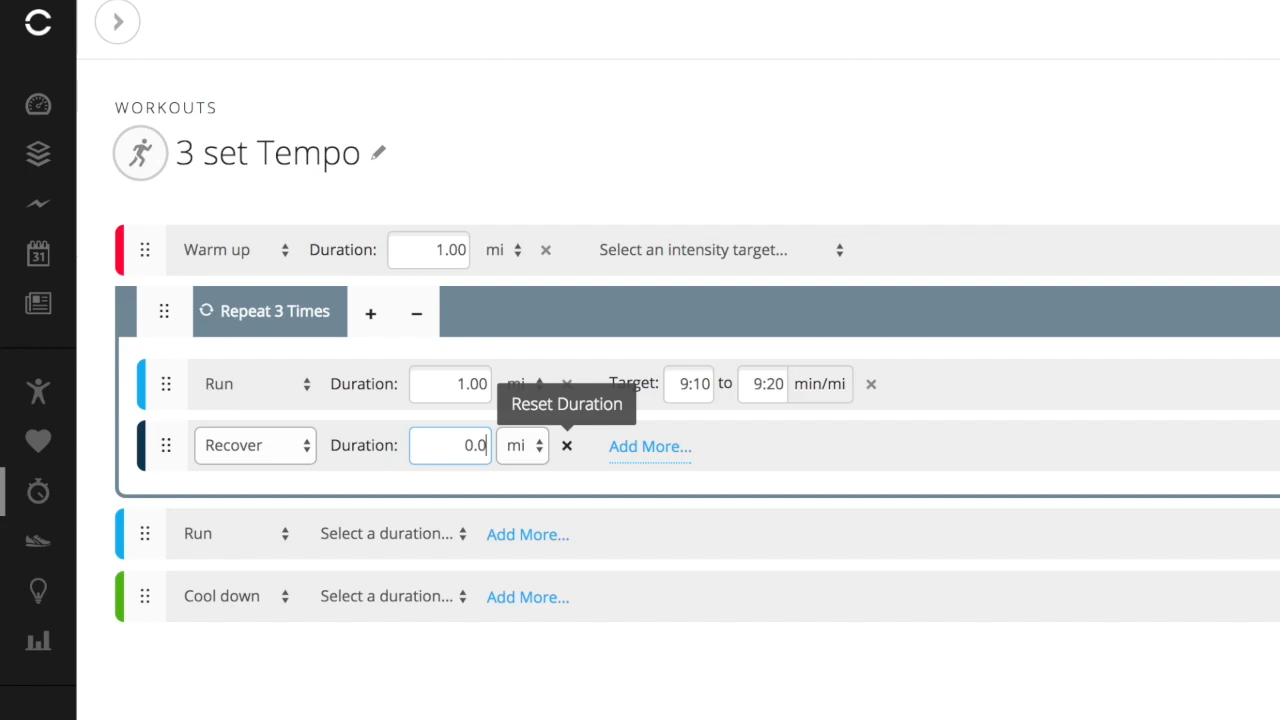 WORKOUTS
3 set Tempo
Warm up Duration: 1.00 mi Select an intensity target...
31
Repeat 3 Times + −
Run Duration: 1.00 mi Target: 9:10 to 9:20 min/mi
Reset Duration
Recover Duration: 0.0 mi Add More...
Run Select a duration... Add More...
Cool down Select a duration... Add More...